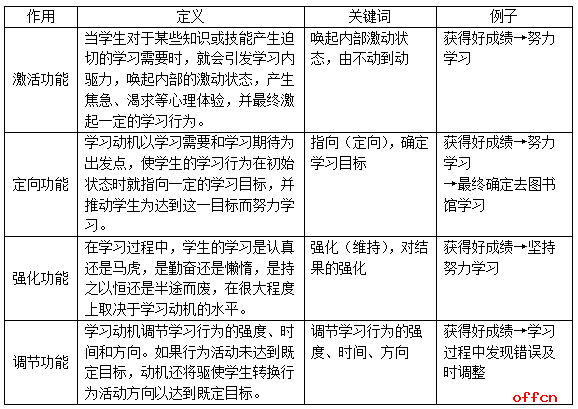 作用 定义 关键词 例子
激活功能
当学生对于某些知识或技能产生迫
切的学习需要时，就会引发学习内
驱力，唤起内部的激动状态，产生
焦急、渴求等心理体验，并最终激
起一定的学习行为。
唤起内部激动状
态，由不动到动
获得好成绩→努力
学习
定向功能
学习动机以学习需要和学习期待为
出发点，使学生的学习行为在初始
状态时就指向一定的学习目标，并
推动学生为达到这一目标而努力学
习。
指向（定向），确定
学习目标
获得好成绩→努力
学习
→最终确定去图书
馆学习
强化功能
在学习过程中，学生的学习是认真
还是马虎，是勤奋还是懒惰，是持
之以恒还是半途而废，在很大程度
上取决于学习动机的水平。
强化（维持），对结
果的强化
获得好成绩→坚持
努力学习
调节功能
学习动机调节学习行为的强度、时
间和方向。如果行为活动未达到既
定目标，动机还将驱使学生转换行
为活动方向以达到既定目标。
调节学习行为的强
度、时间、方向
获得好成绩→学习
过程中发现错误及
时调整
offcn